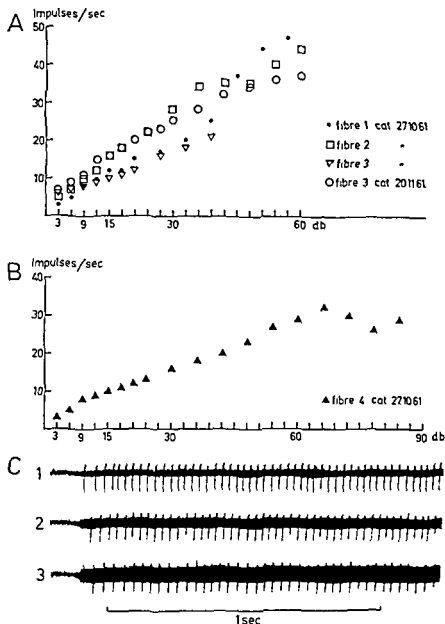 A
Impulses/sec
50
40
30
20
10
3 9 15 30 60 db
• fibre 1 cat 271061
□ fibre 2 "
▽ fibre 3 "
○ fibre 3 cat 201161
B
Impulses/sec
40
30
20
10
3 9 15 30 60 90 db
▲ fibre 4 cat 271061
C
1
2
3
1sec